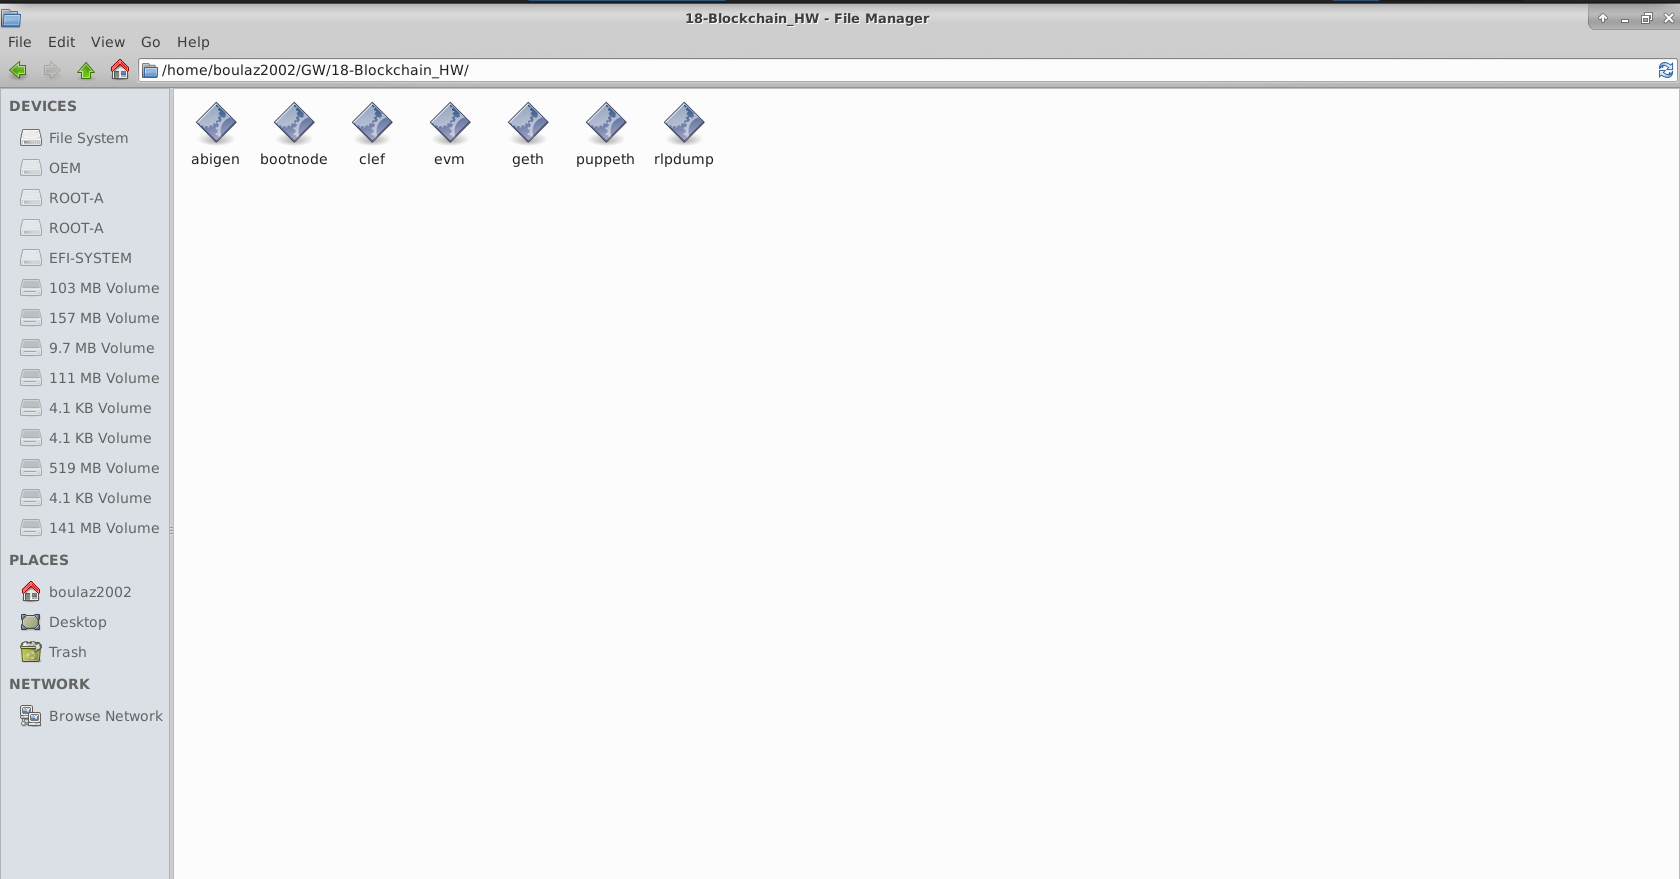 18-Blockchain_HW - File Manager
File Edit View Go Help
/home/boulaz2002/GW/18-Blockchain_HW/
DEVICES
File System
OEM
ROOT-A
ROOT-A
EFI-SYSTEM
103 MB Volume
157 MB Volume
9.7 MB Volume
111 MB Volume
4.1 KB Volume
4.1 KB Volume
519 MB Volume
4.1 KB Volume
141 MB Volume
PLACES
boulaz2002
Desktop
Trash
NETWORK
Browse Network
abigen bootnode clef evm geth puppeth rlpdump